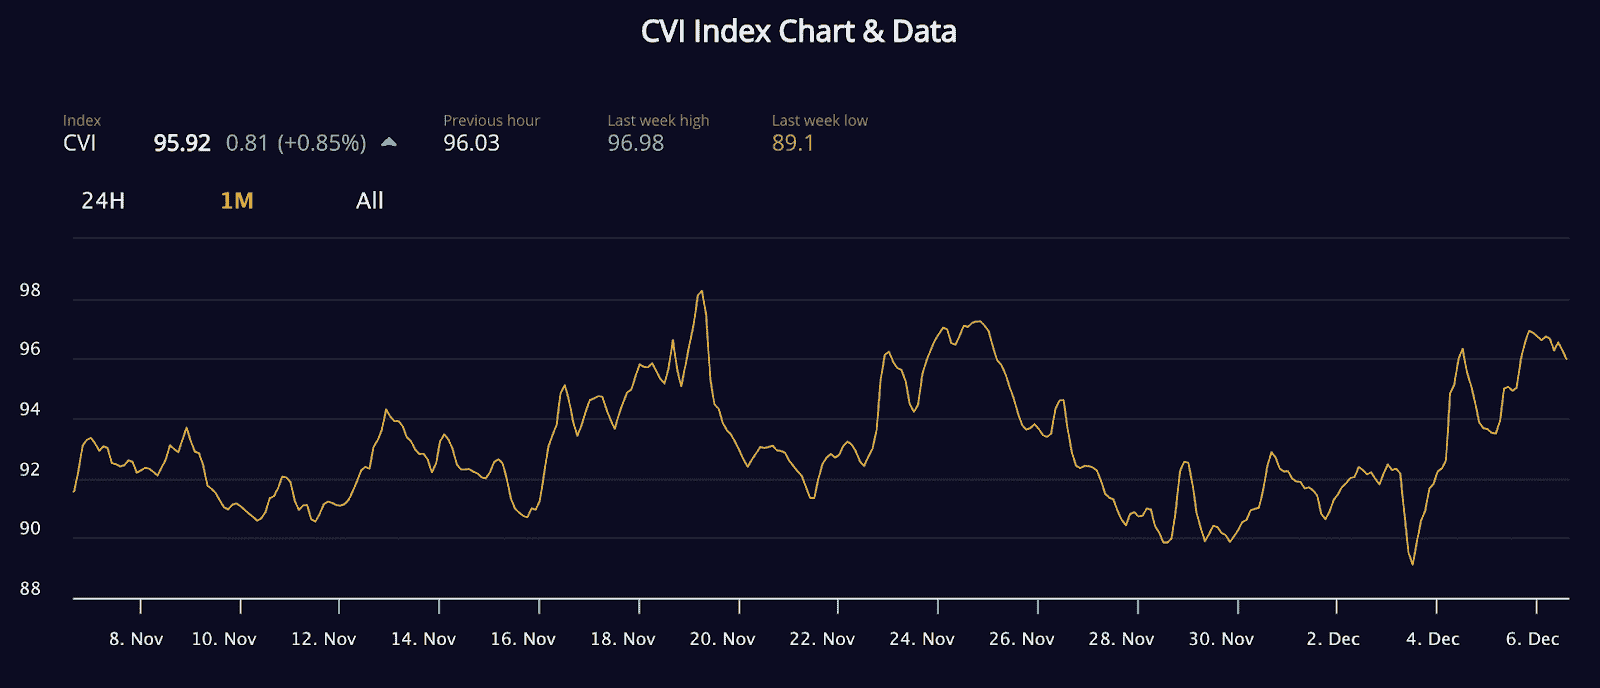 CVI Index Chart & Data
Index
CVI 95.92 0.81 (+0.85%)
Previous hour
96.03
Last week high
96.98
Last week low
89.1
24H 1M All
98
96
94
92
90
88
8. Nov 10. Nov 12. Nov 14. Nov 16. Nov 18. Nov 20. Nov 22. Nov 24. Nov 26. Nov 28. Nov 30. Nov 2. Dec 4. Dec 6. Dec